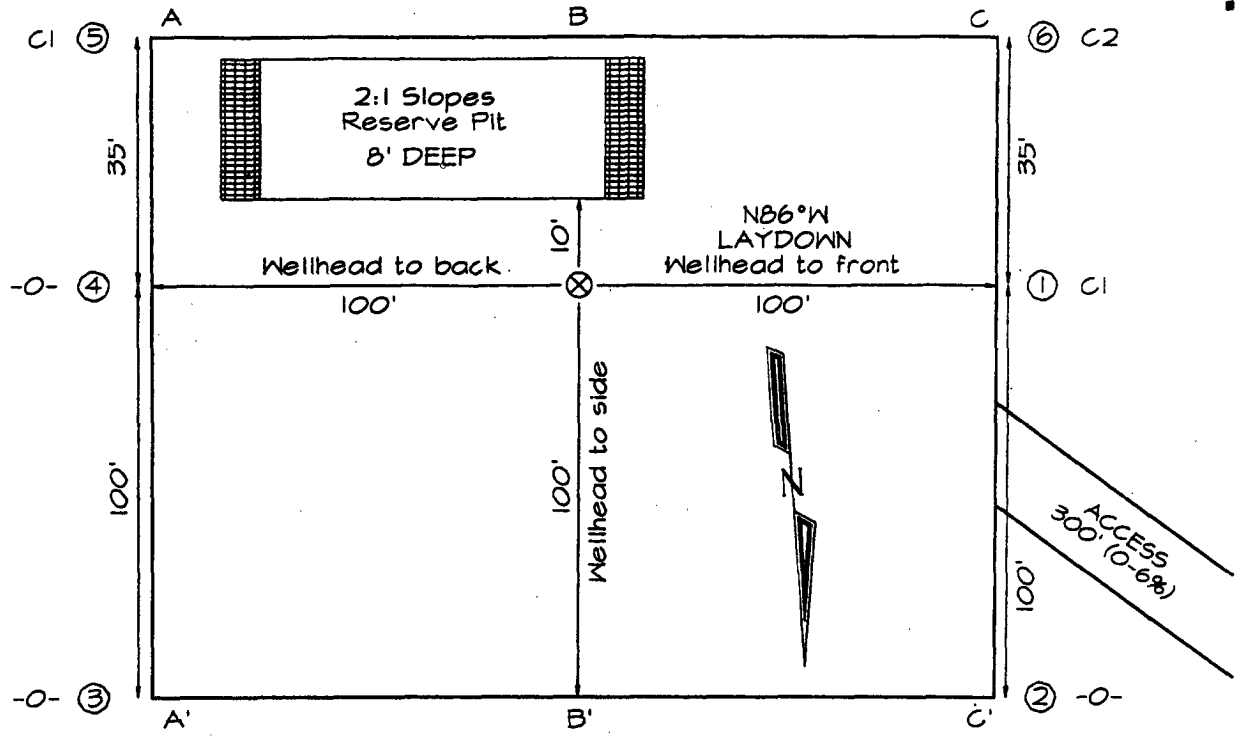 A B C
C1 ⑤ ⑥ C2
2:1 Slopes
Reserve Pit
8' DEEP
35' 35'
N86°W
LAYDOWN
10'
Wellhead to back Wellhead to front
-0- ④ ① C1
100' 100'
Wellhead to side
100' 100'
N
ACCESS
300' (0-6%)
100'
-0- ③ ② -0-
A' B' C'